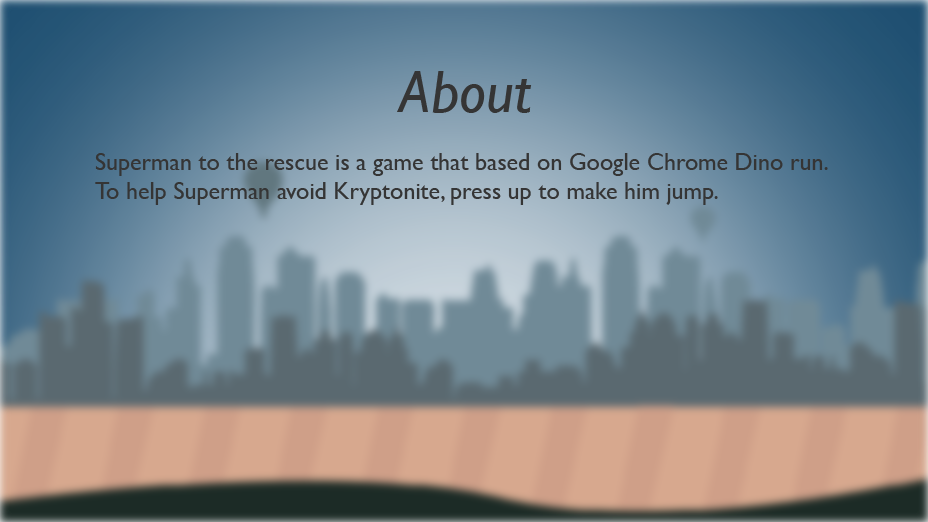 About
Superman to the rescue is a game that based on Google Chrome Dino run.
To help Superman avoid Kryptonite, press up to make him jump.